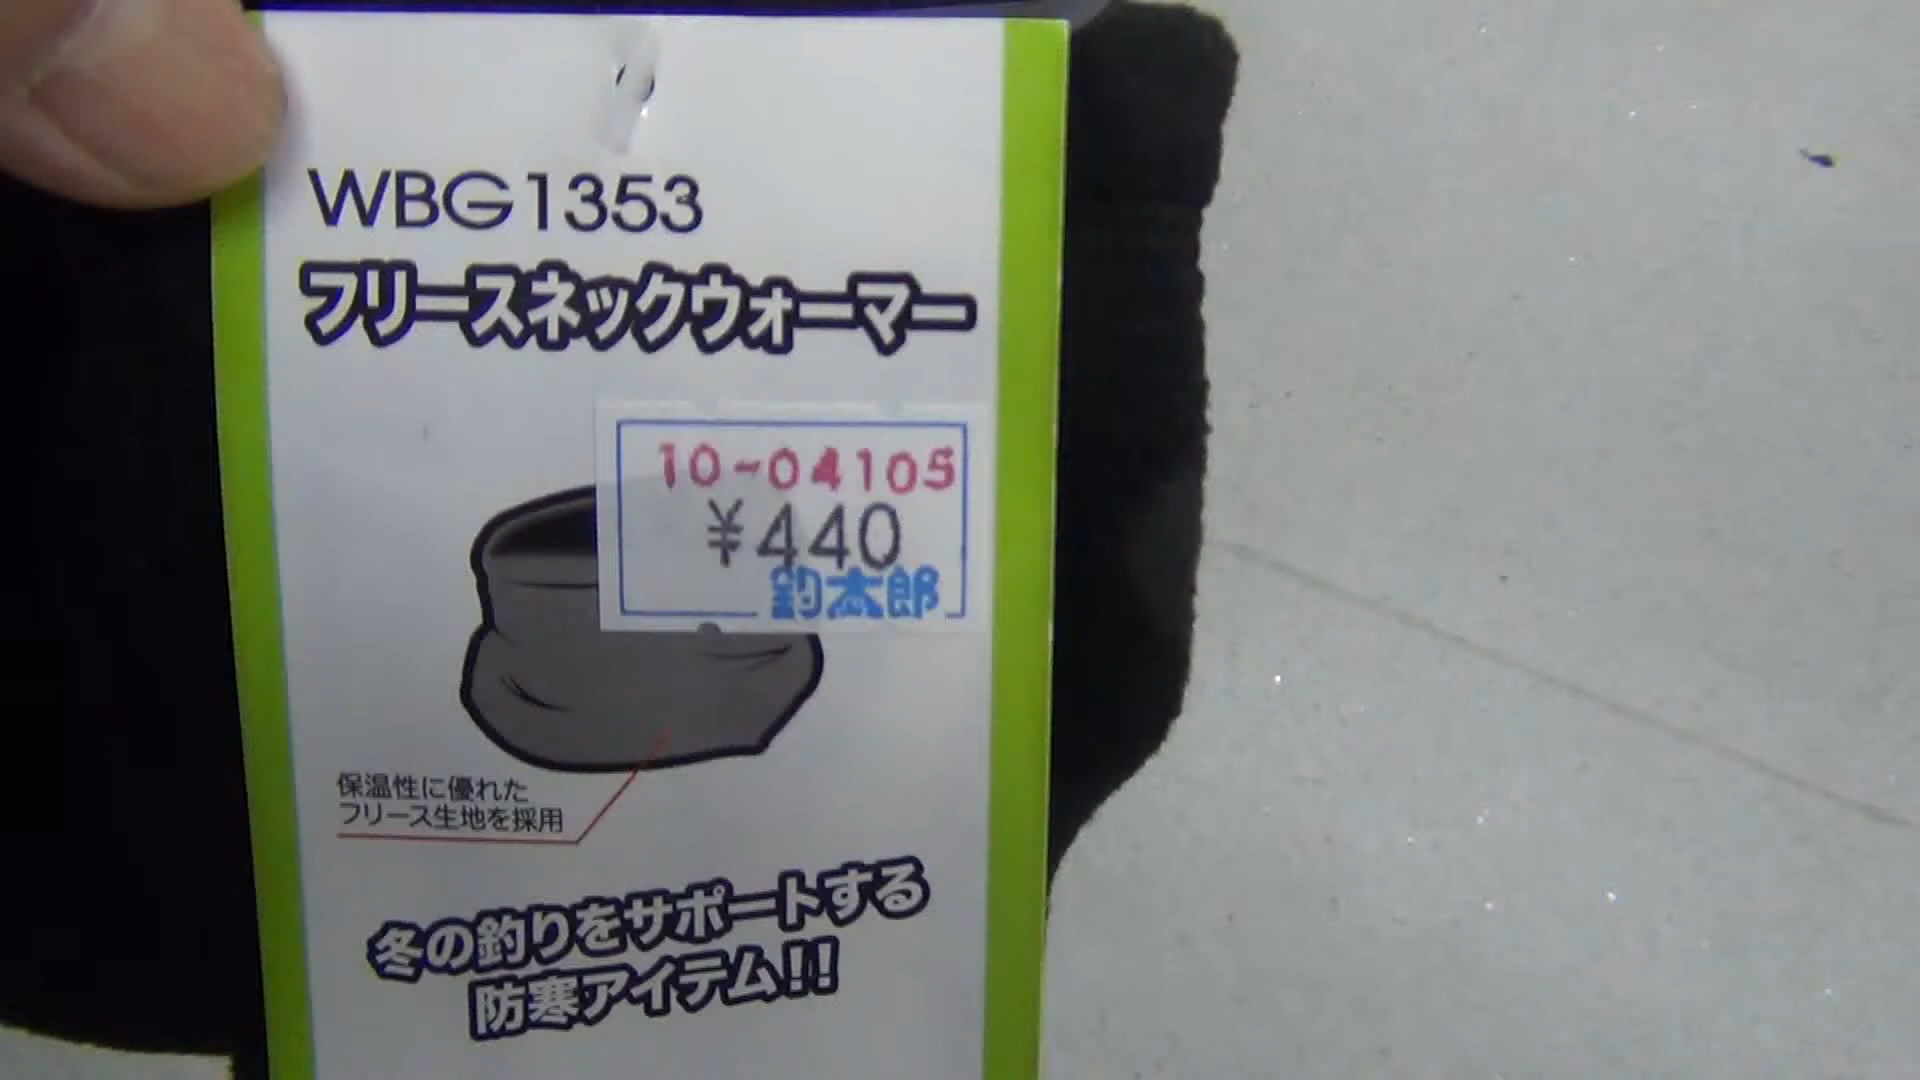 WBG1353
フリースネックウォーマー
10-04105
¥440
釣太郎
保温性に優れた
フリース生地を採用
冬の釣りをサポートする
防寒アイテム!!